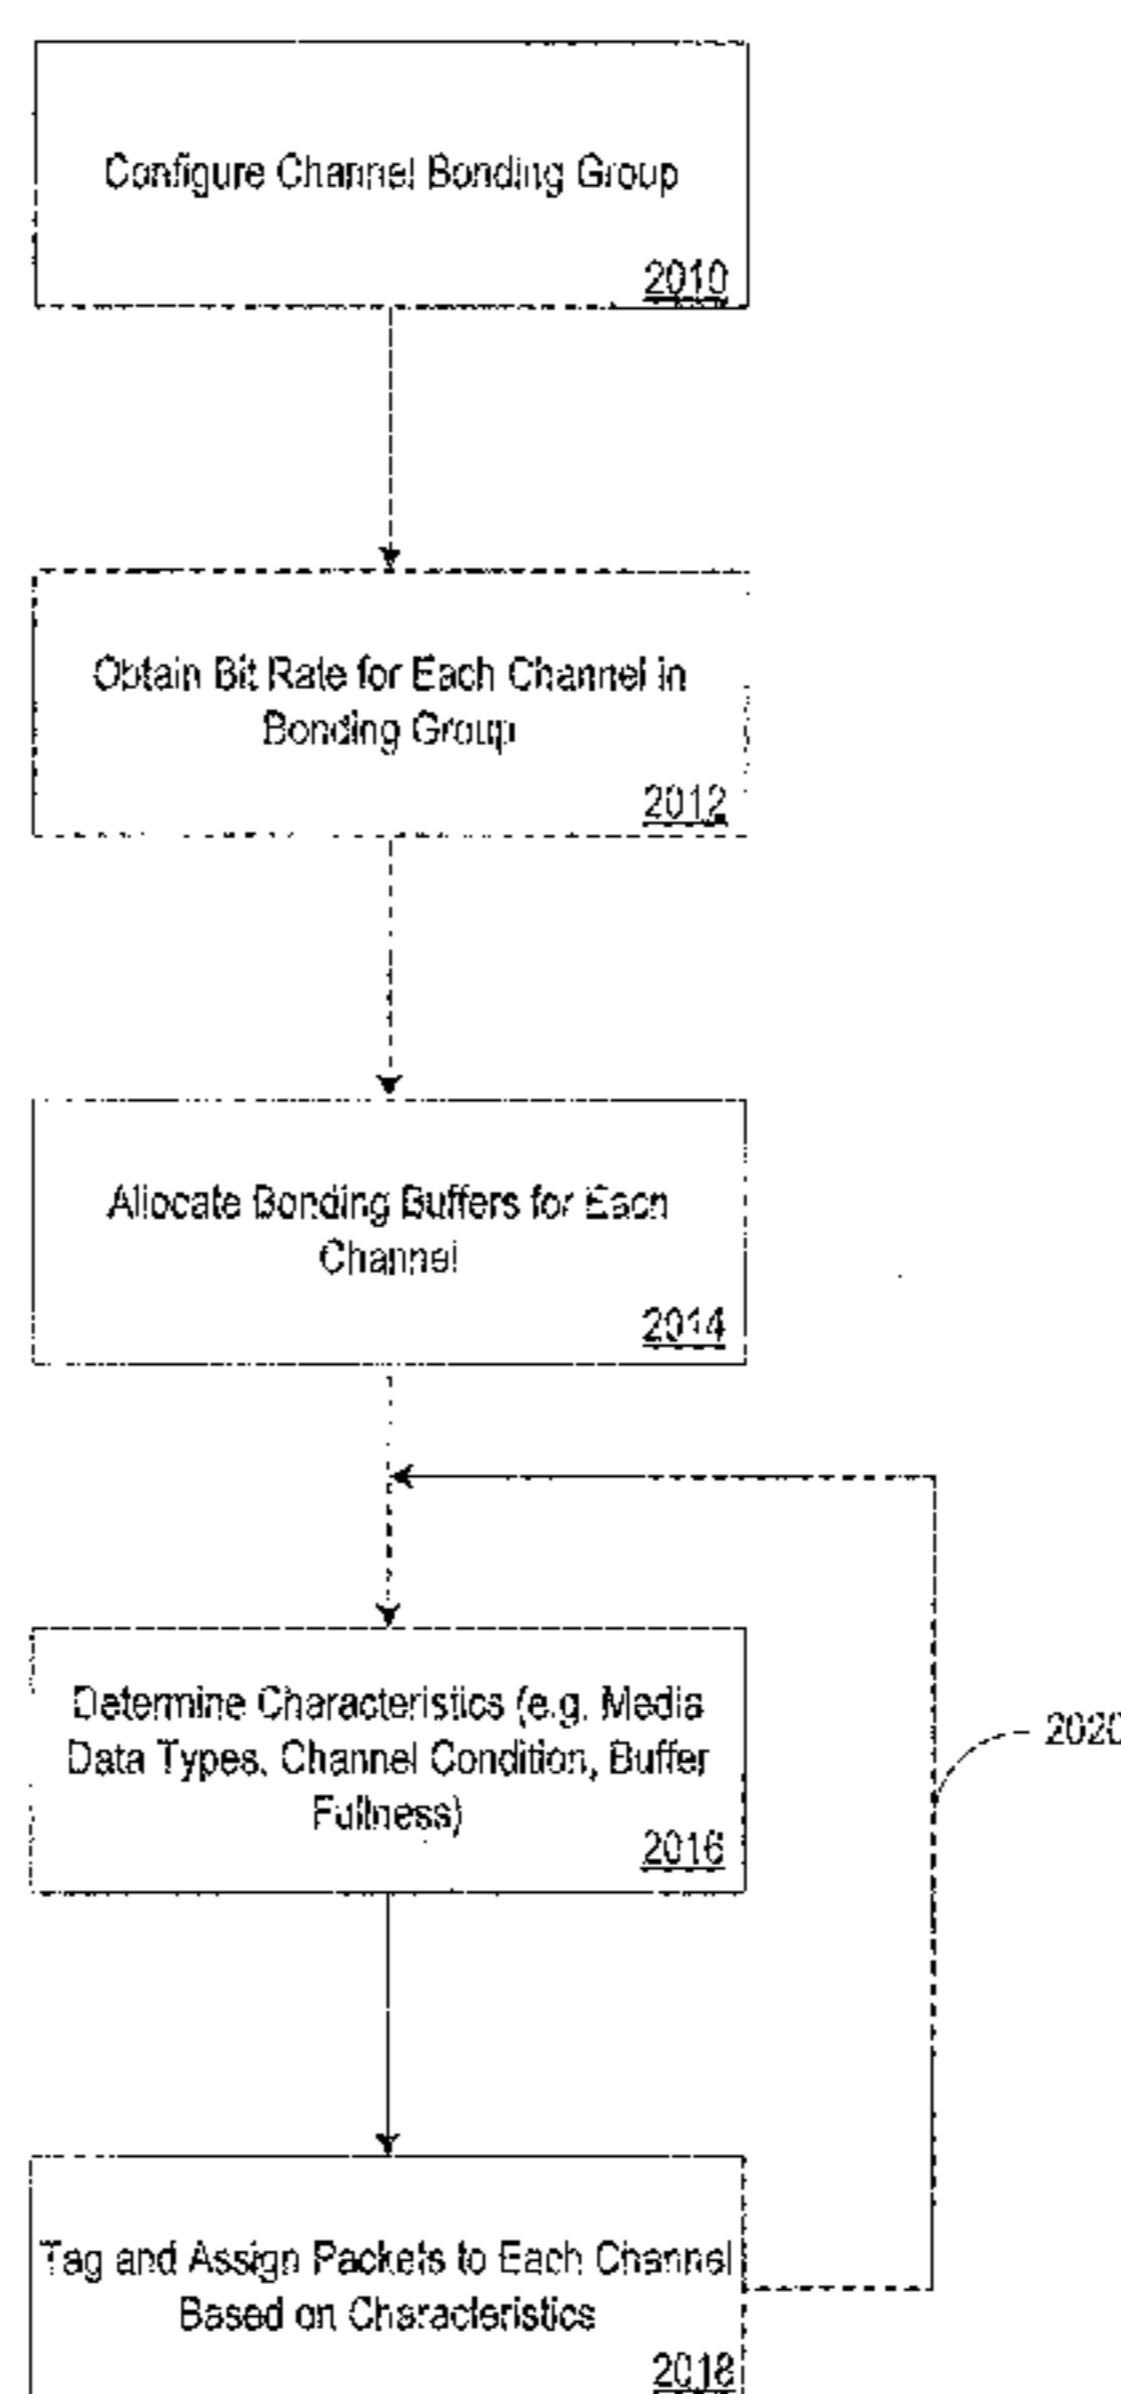 Configure Channel Bonding Group
2010
Obtain Bit Rate for Each Channel in
Bonding Group
2012
Allocate Bonding Buffers for Each
Channel
2014
Determine Characteristics (e.g. Media
Data Types, Channel Condition, Buffer
Fullness)
2016
2020
Tag and Assign Packets to Each Channel
Based on Characteristics
2018